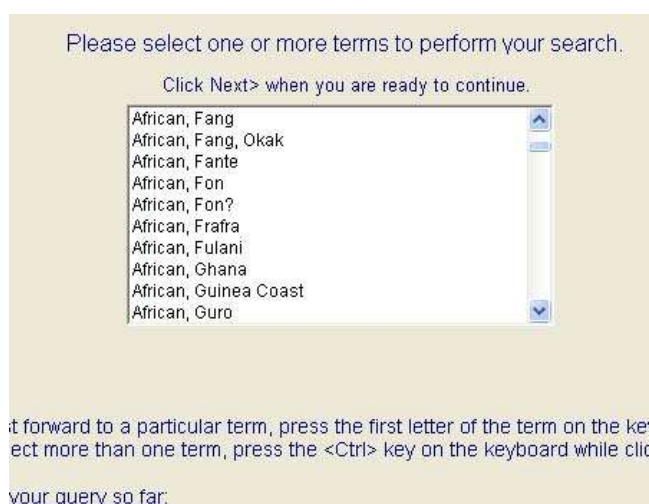 Please select one or more terms to perform your search.
Click Next> when you are ready to continue.
African, Fang
African, Fang, Okak
African, Fante
African, Fon
African, Fon?
African, Frafra
African, Fulani
African, Ghana
African, Guinea Coast
African, Guro
forward to a particular term, press the first letter of the term on the
more than one term, press the <Ctrl> key on the keyboard while
your query so far: